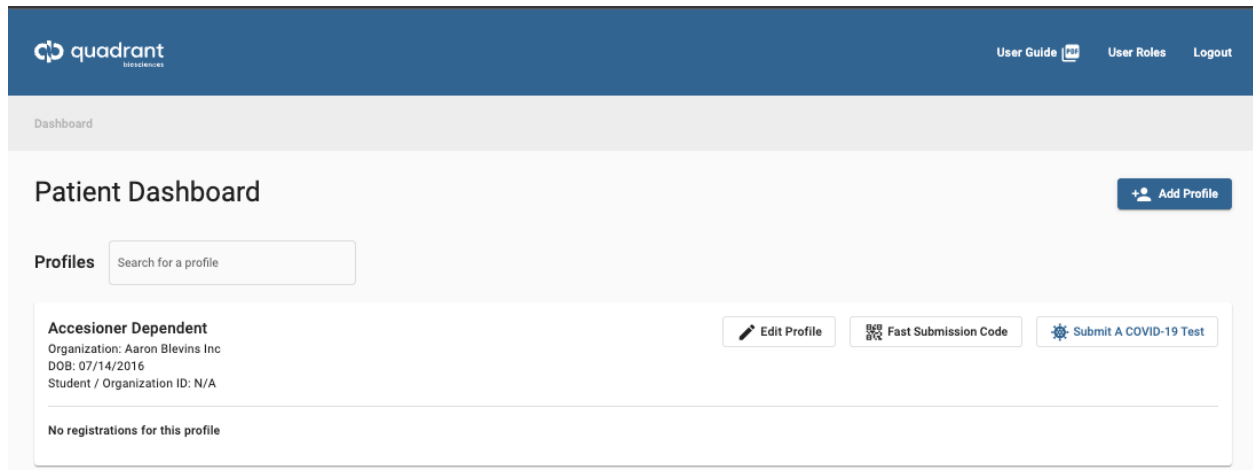 quadrant
biosciences
User Guide PDF User Roles Logout
Dashboard
Patient Dashboard
Add Profile
Profiles Search for a profile
Accesioner Dependent
Edit Profile Fast Submission Code Submit A COVID-19 Test
Organization: Aaron Blevins Inc
DOB: 07/14/2016
Student / Organization ID: N/A
No registrations for this profile